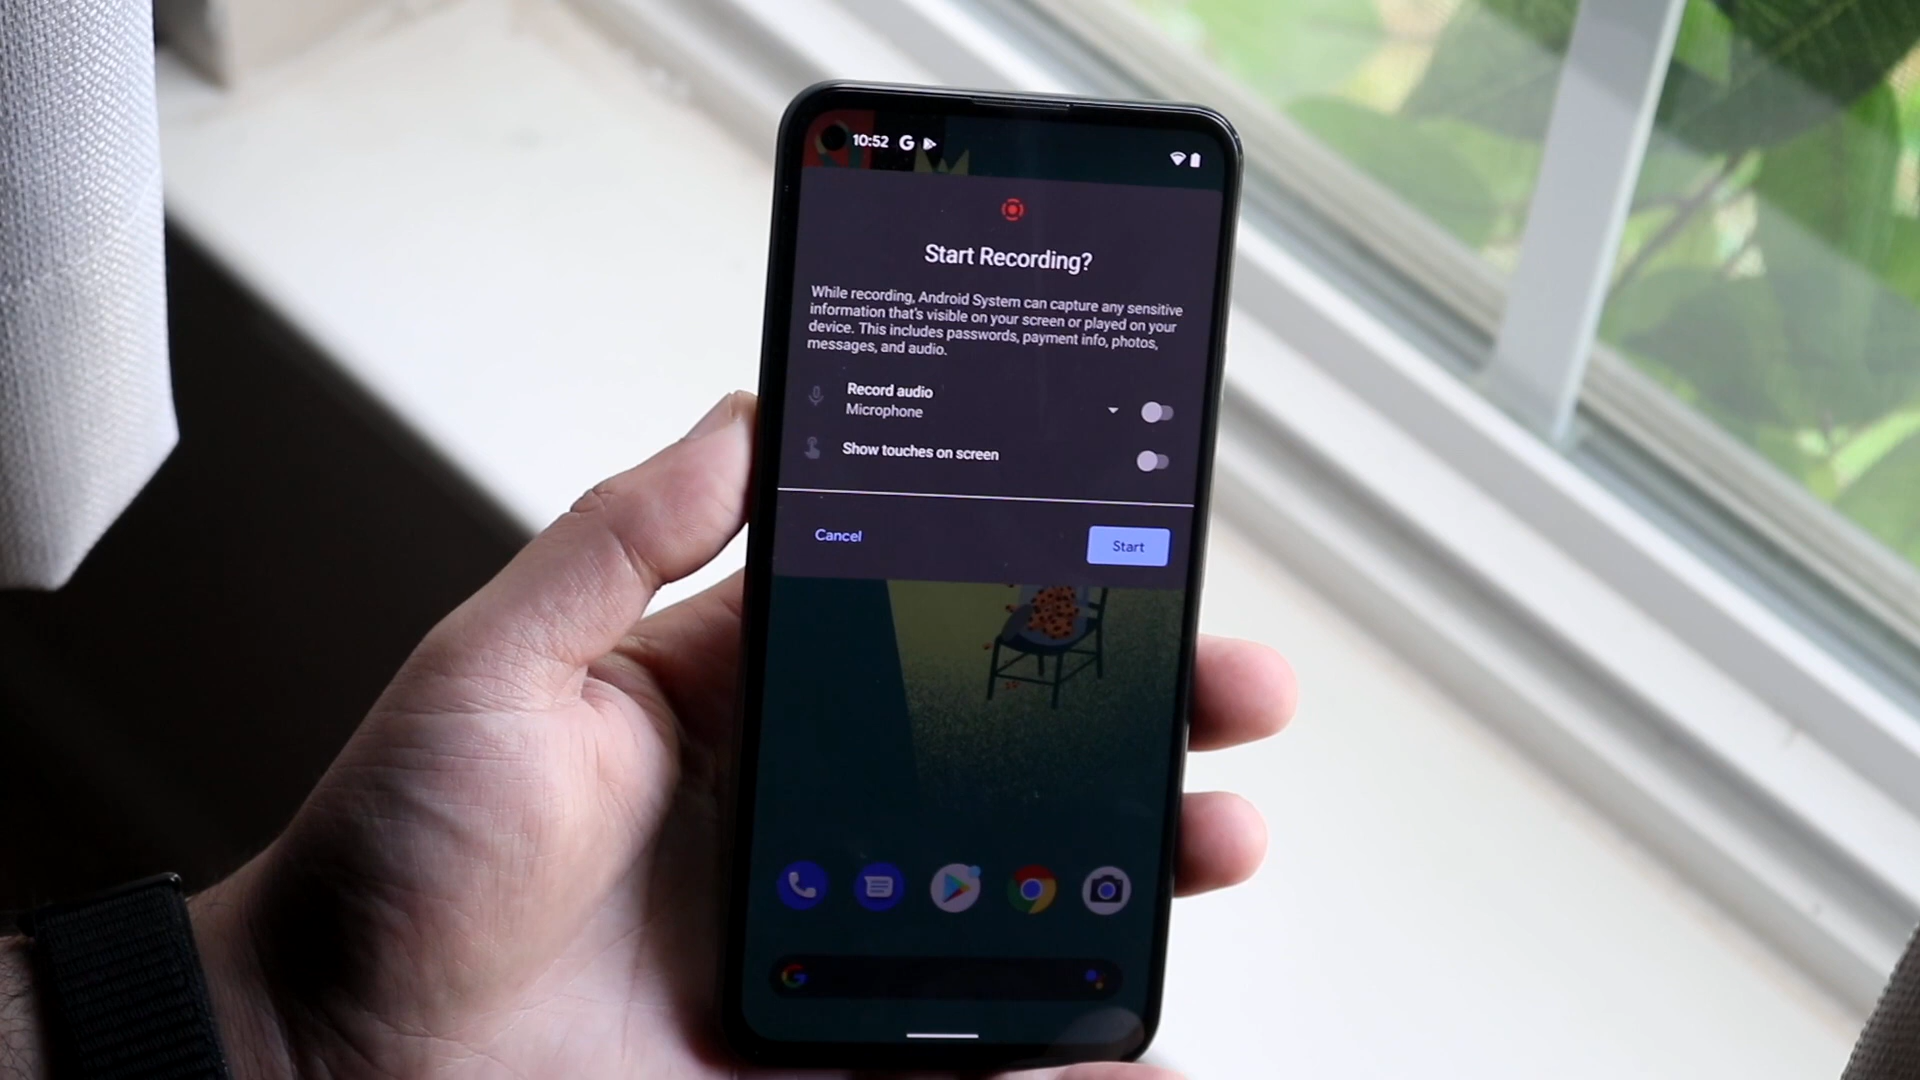 10:52
Start Recording?
While recording, Android System can capture any sensitive
information that's visible on your screen or played on your
device. This includes passwords, payment info, photos,
messages, and audio.
Record audio
Microphone
Show touches on screen
Cancel
Start